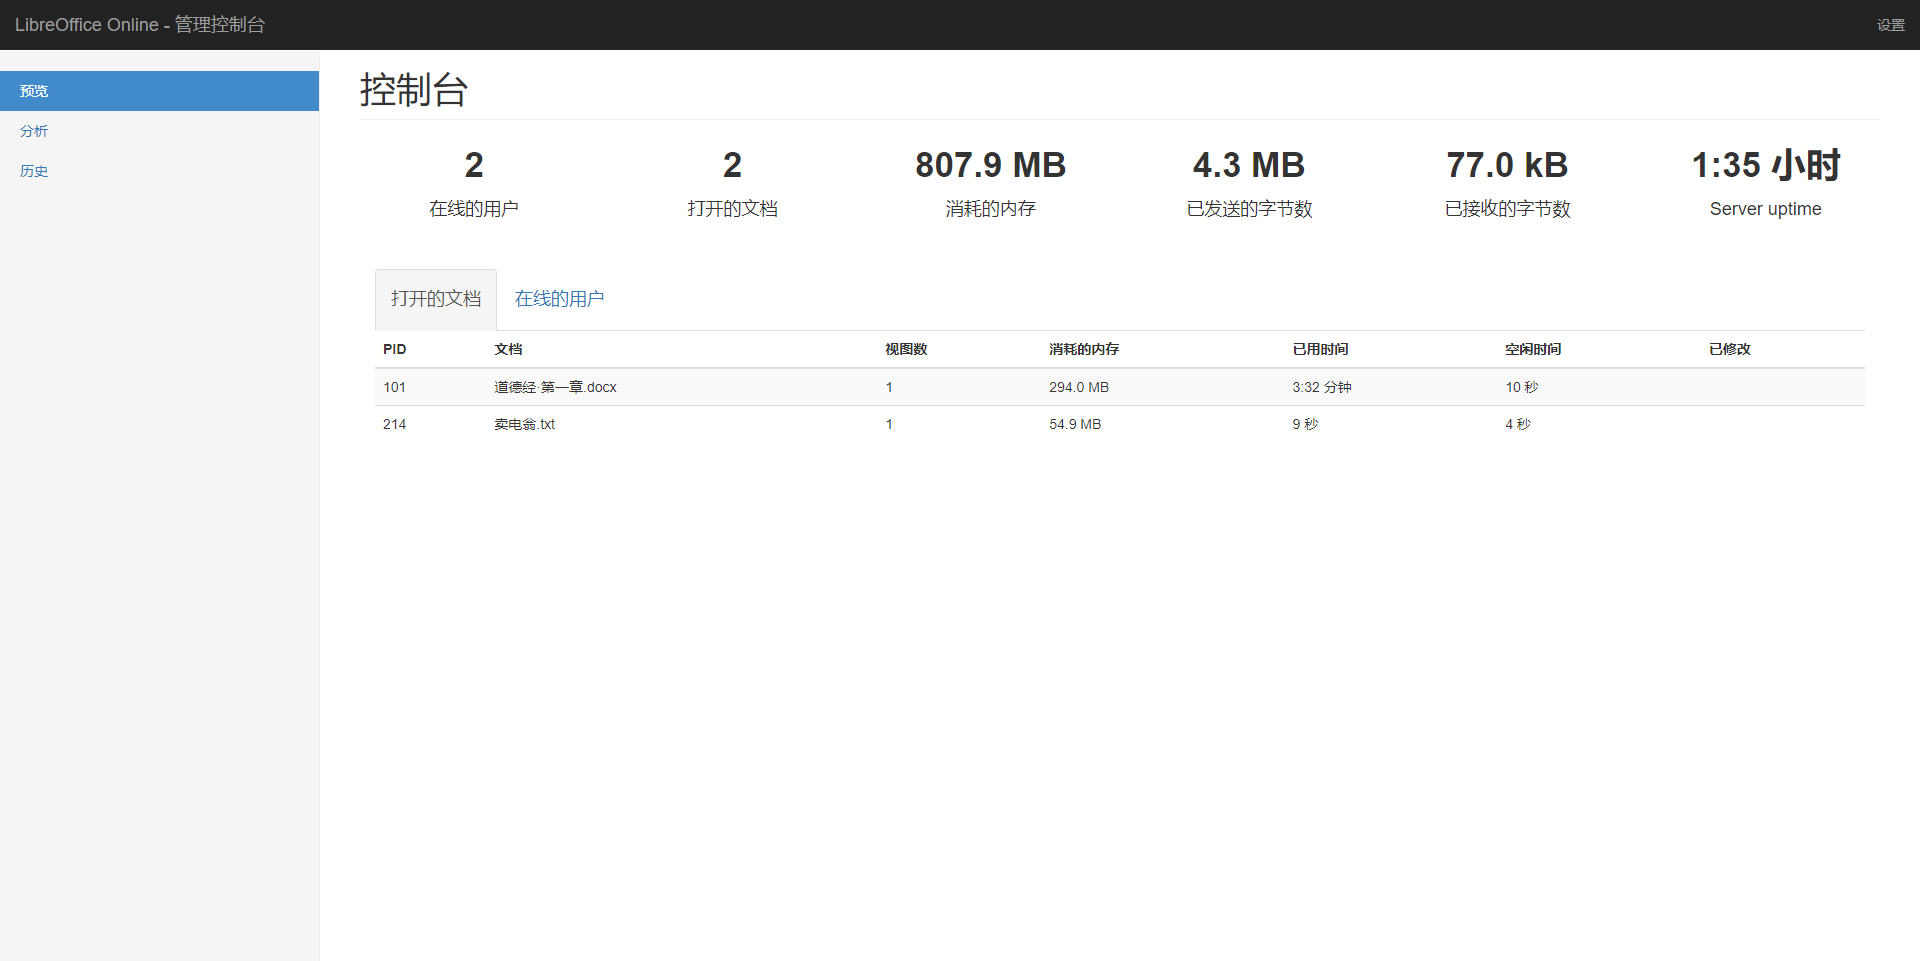 LibreOffice Online - 管理控制台 设置
预览
分析
历史
控制台
2 2 807.9 MB 4.3 MB 77.0 kB 1:35 小时
在线的用户 打开的文档 消耗的内存 已发送的字节数 已接收的字节数 Server uptime
打开的文档 在线的用户
PID 文档 视图数 消耗的内存 已用时间 空闲时间 已修改
101 道德经·第一章.docx 1 294.0 MB 3:32 分钟 10 秒
214 卖电翁.txt 1 54.9 MB 9 秒 4 秒